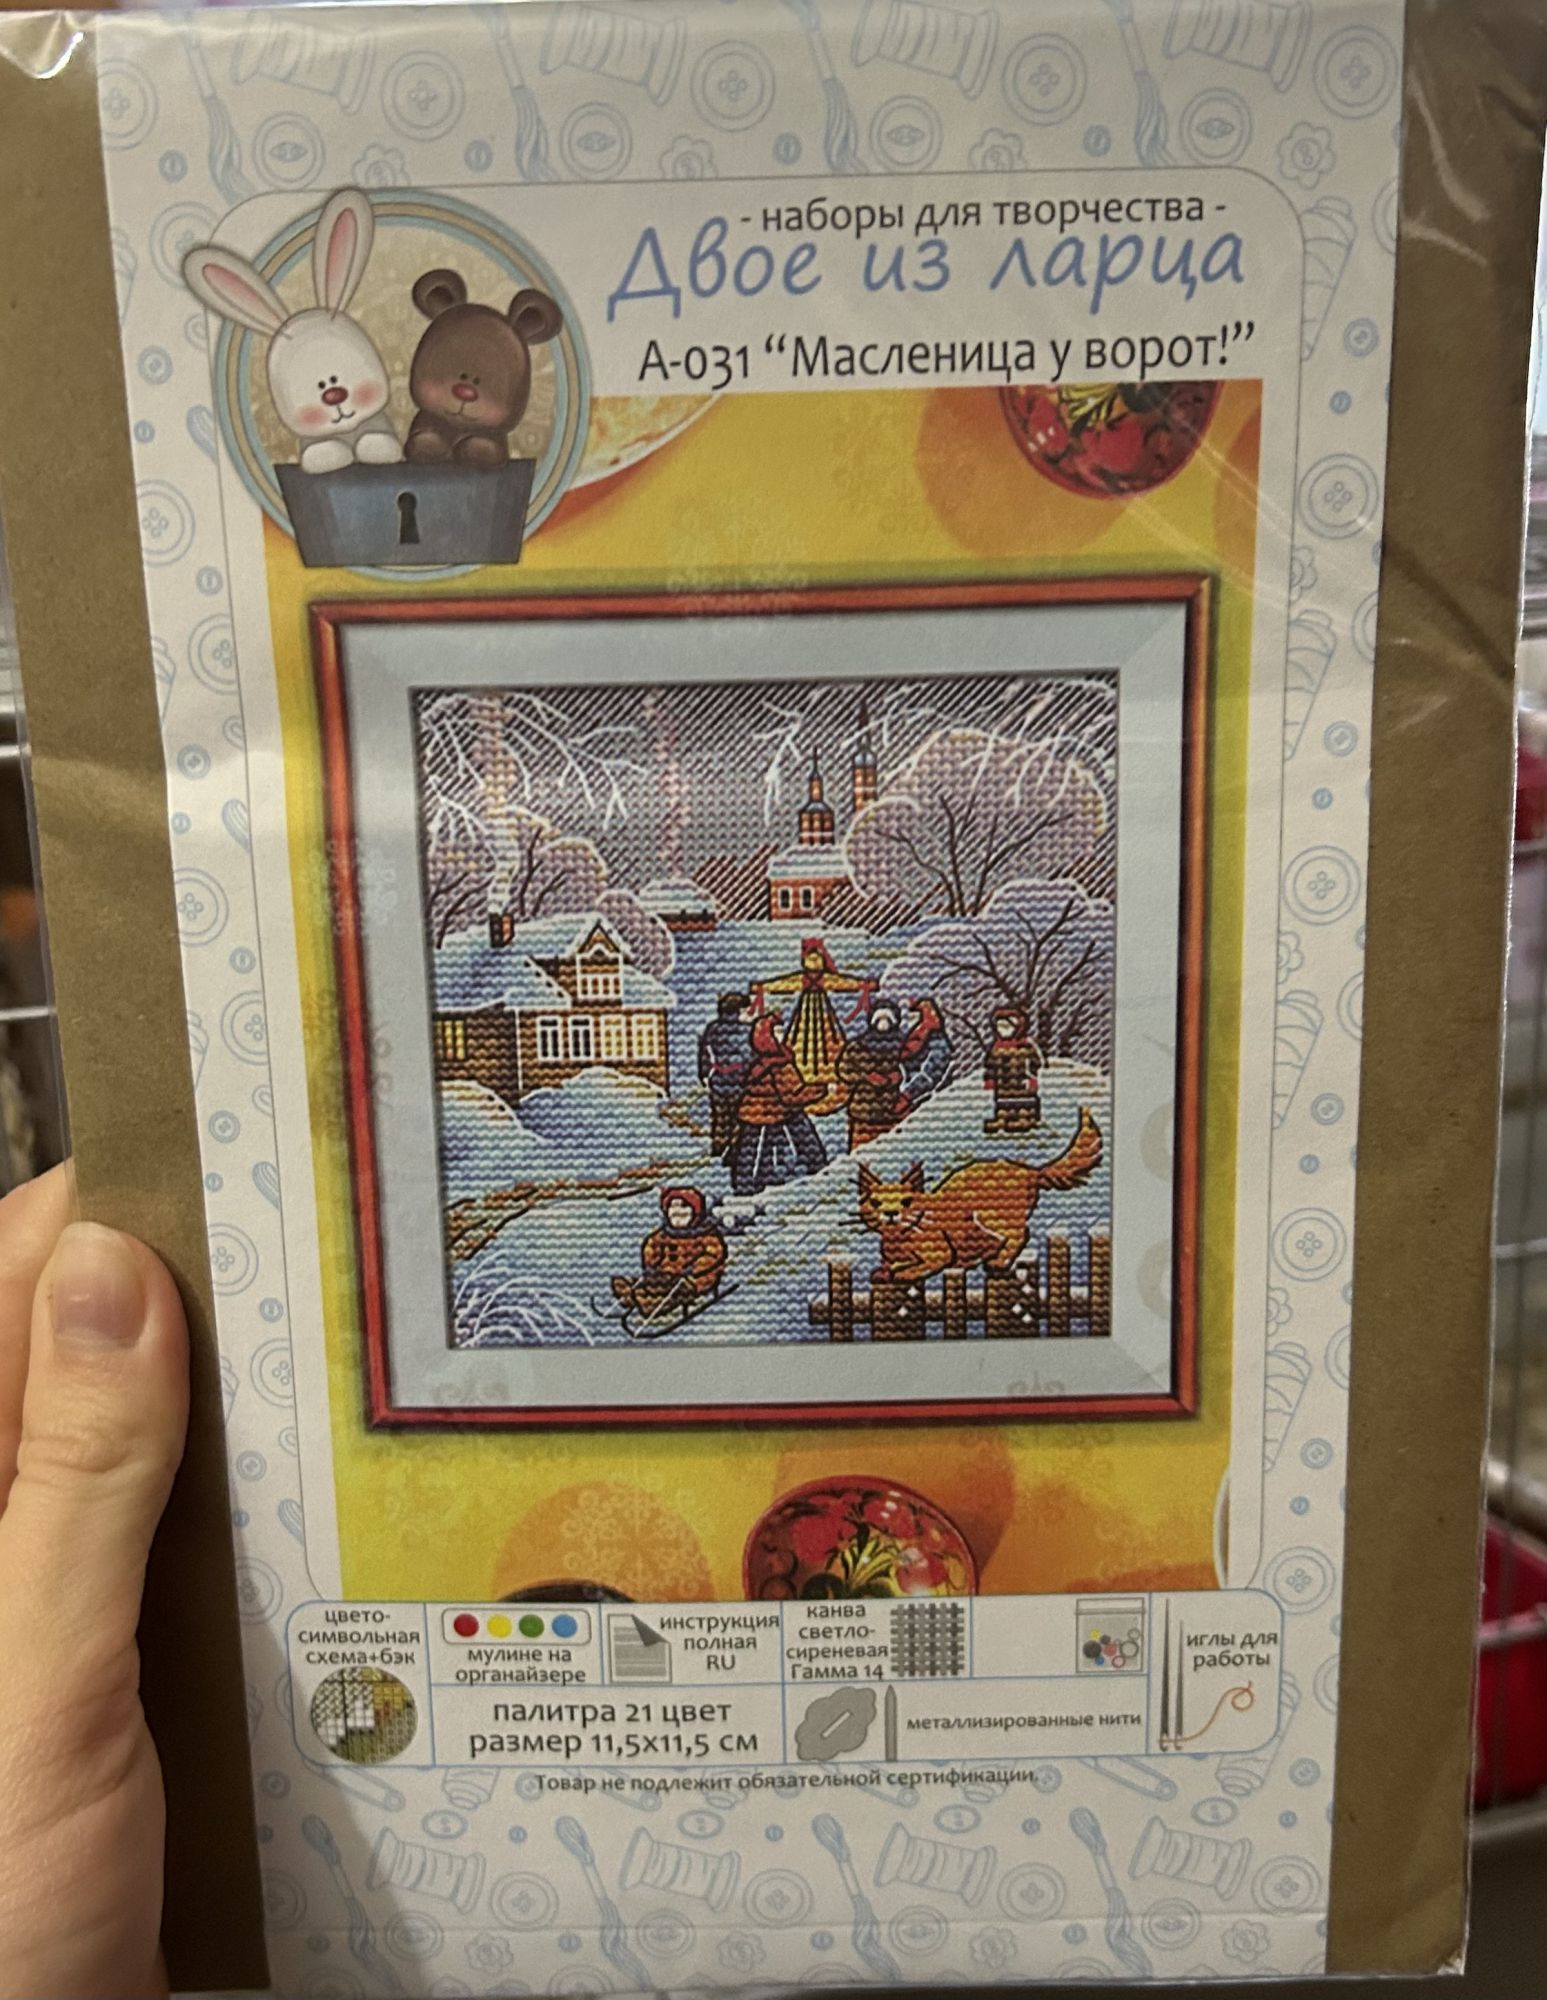 - наборы для творчества -
Двое из ларца
А-031 “Масленица у ворот!”
цвето-
символьная
схема+бэк
мулине на
органайзере
инструкция
полная
RU
канва
светло-
сиреневая
Гамма 14
иглы для
работы
палитра 21 цвет
размер 11,5х11,5 см
металлизированные нити
Товар не подлежит обязательной сертификации.